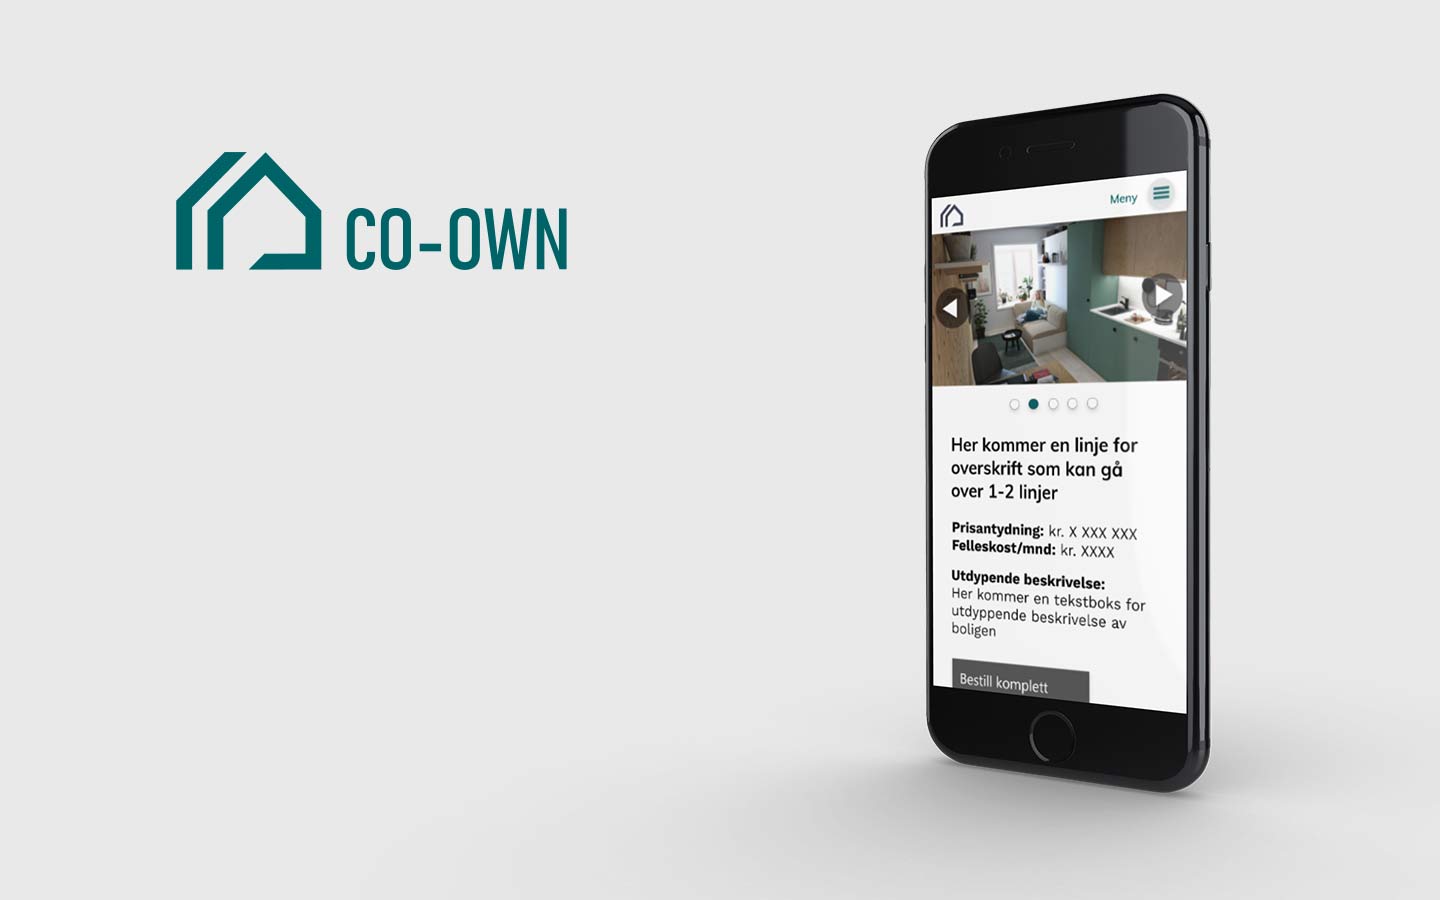 CO-OWN
Meny
Her kommer en linje for
overskrift som kan gå
over 1-2 linjer
Prisantydning: kr. X XXX XXX
Felleskost/mnd: kr. XXXX
Utdypende beskrivelse:
Her kommer en tekstboks for
utdyppende beskrivelse av
boligen
Bestill komplett